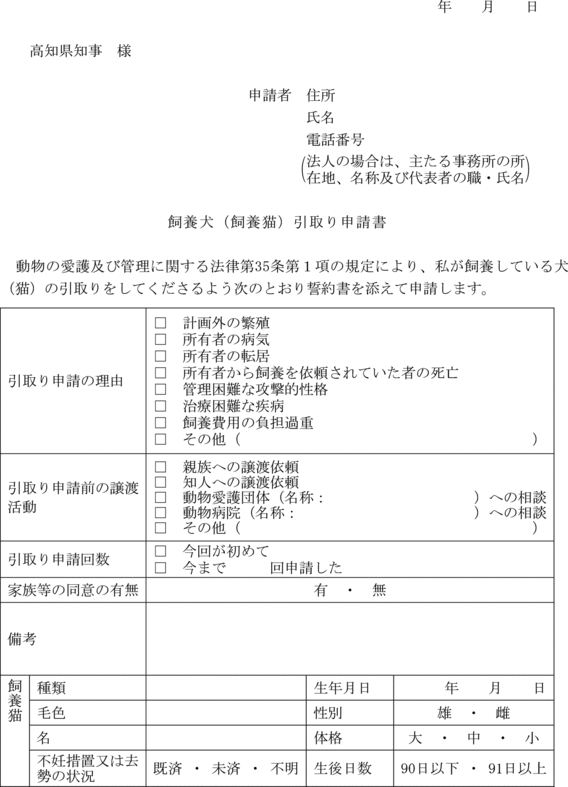 年　　月　　日
高知県知事　様
申請者　住所
氏名
電話番号
（法人の場合は、主たる事務所の所
在地、名称及び代表者の職・氏名）
飼養犬（飼養猫）引取り申請書
動物の愛護及び管理に関する法律第35条第１項の規定により、私が飼養している犬
（猫）の引取りをしてくださるよう次のとおり誓約書を添えて申請します。
引取り申請の理由
□　計画外の繁殖
□　所有者の病気
□　所有者の転居
□　所有者から飼養を依頼されていた者の死亡
□　管理困難な攻撃的性格
□　治療困難な疾病
□　飼養費用の負担過重
□　その他（　　　　　　　　　　　　　　　　　　　　）
引取り申請前の譲渡
活動
□　親族への譲渡依頼
□　知人への譲渡依頼
□　動物愛護団体（名称：　　　　　　　　　　）への相談
□　動物病院（名称：　　　　　　　　　　　　）への相談
□　その他（　　　　　　　　　　　　　　　　　　　　）
引取り申請回数
□　今回が初めて
□　今まで　　　回申請した
家族等の同意の有無　有　・　無
備考
飼養猫
種類　生年月日　年　　月　　日
毛色　性別　雄　・　雌
名　体格　大　・　中　・　小
不妊措置又は去
勢の状況
既済　・　未済　・　不明　生後日数　90日以下　・　91日以上